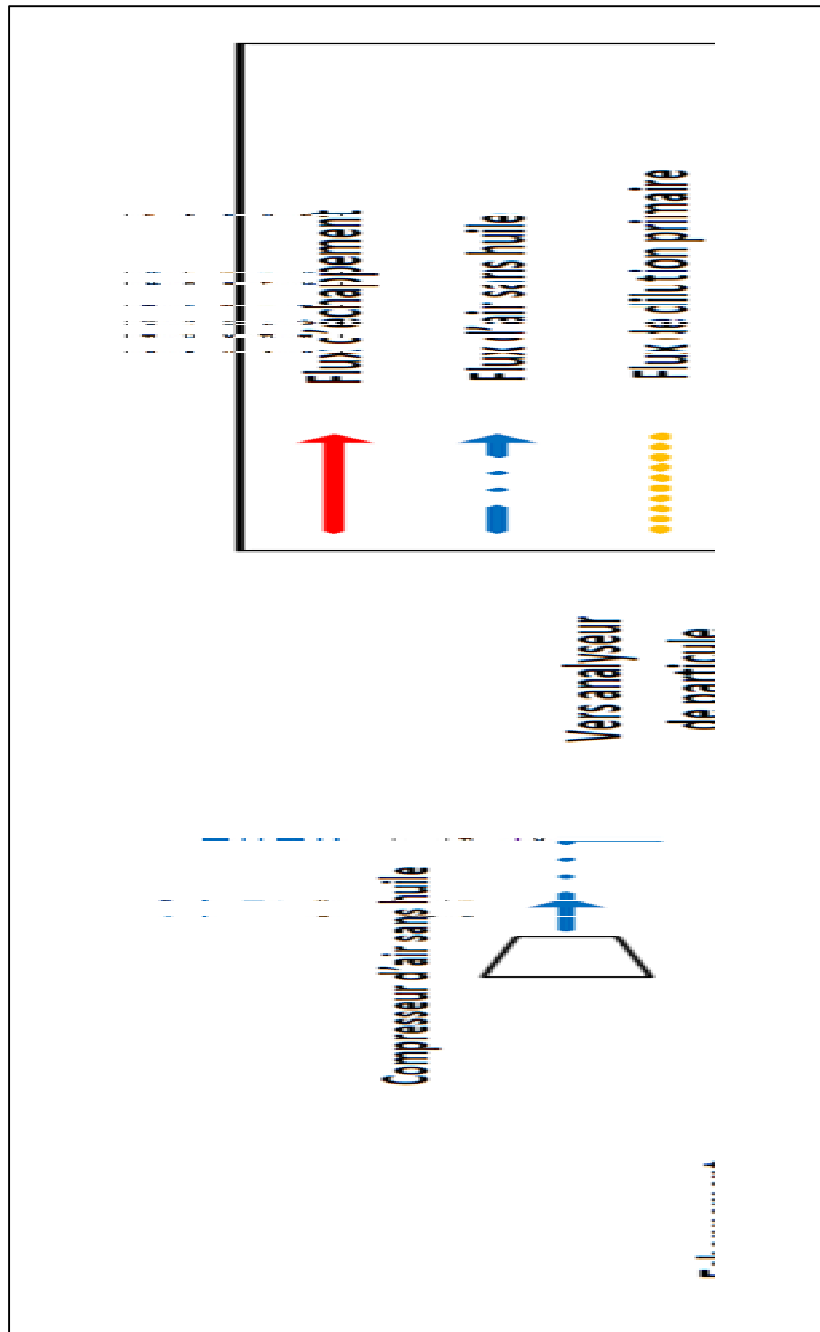 Flux d'échappement
Flux d'air sans huile
Flux de dilution primaire
Vers analyseur
de particule
Compresseur d'air sans huile